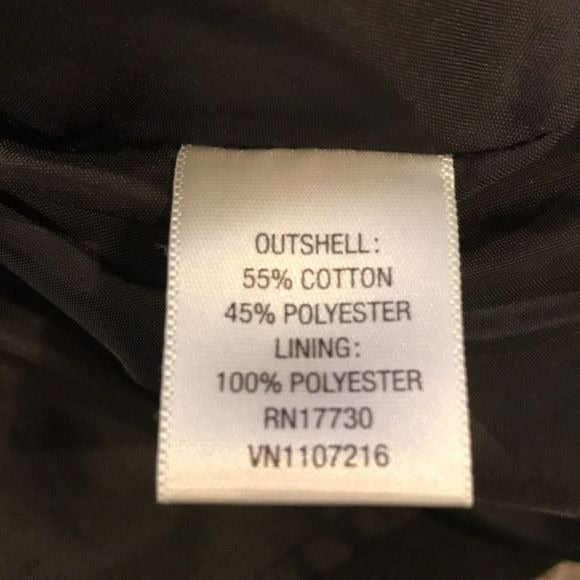 OUTSHELL:
55% COTTON
45% POLYESTER
LINING:
100% POLYESTER
RN17730
VN1107216